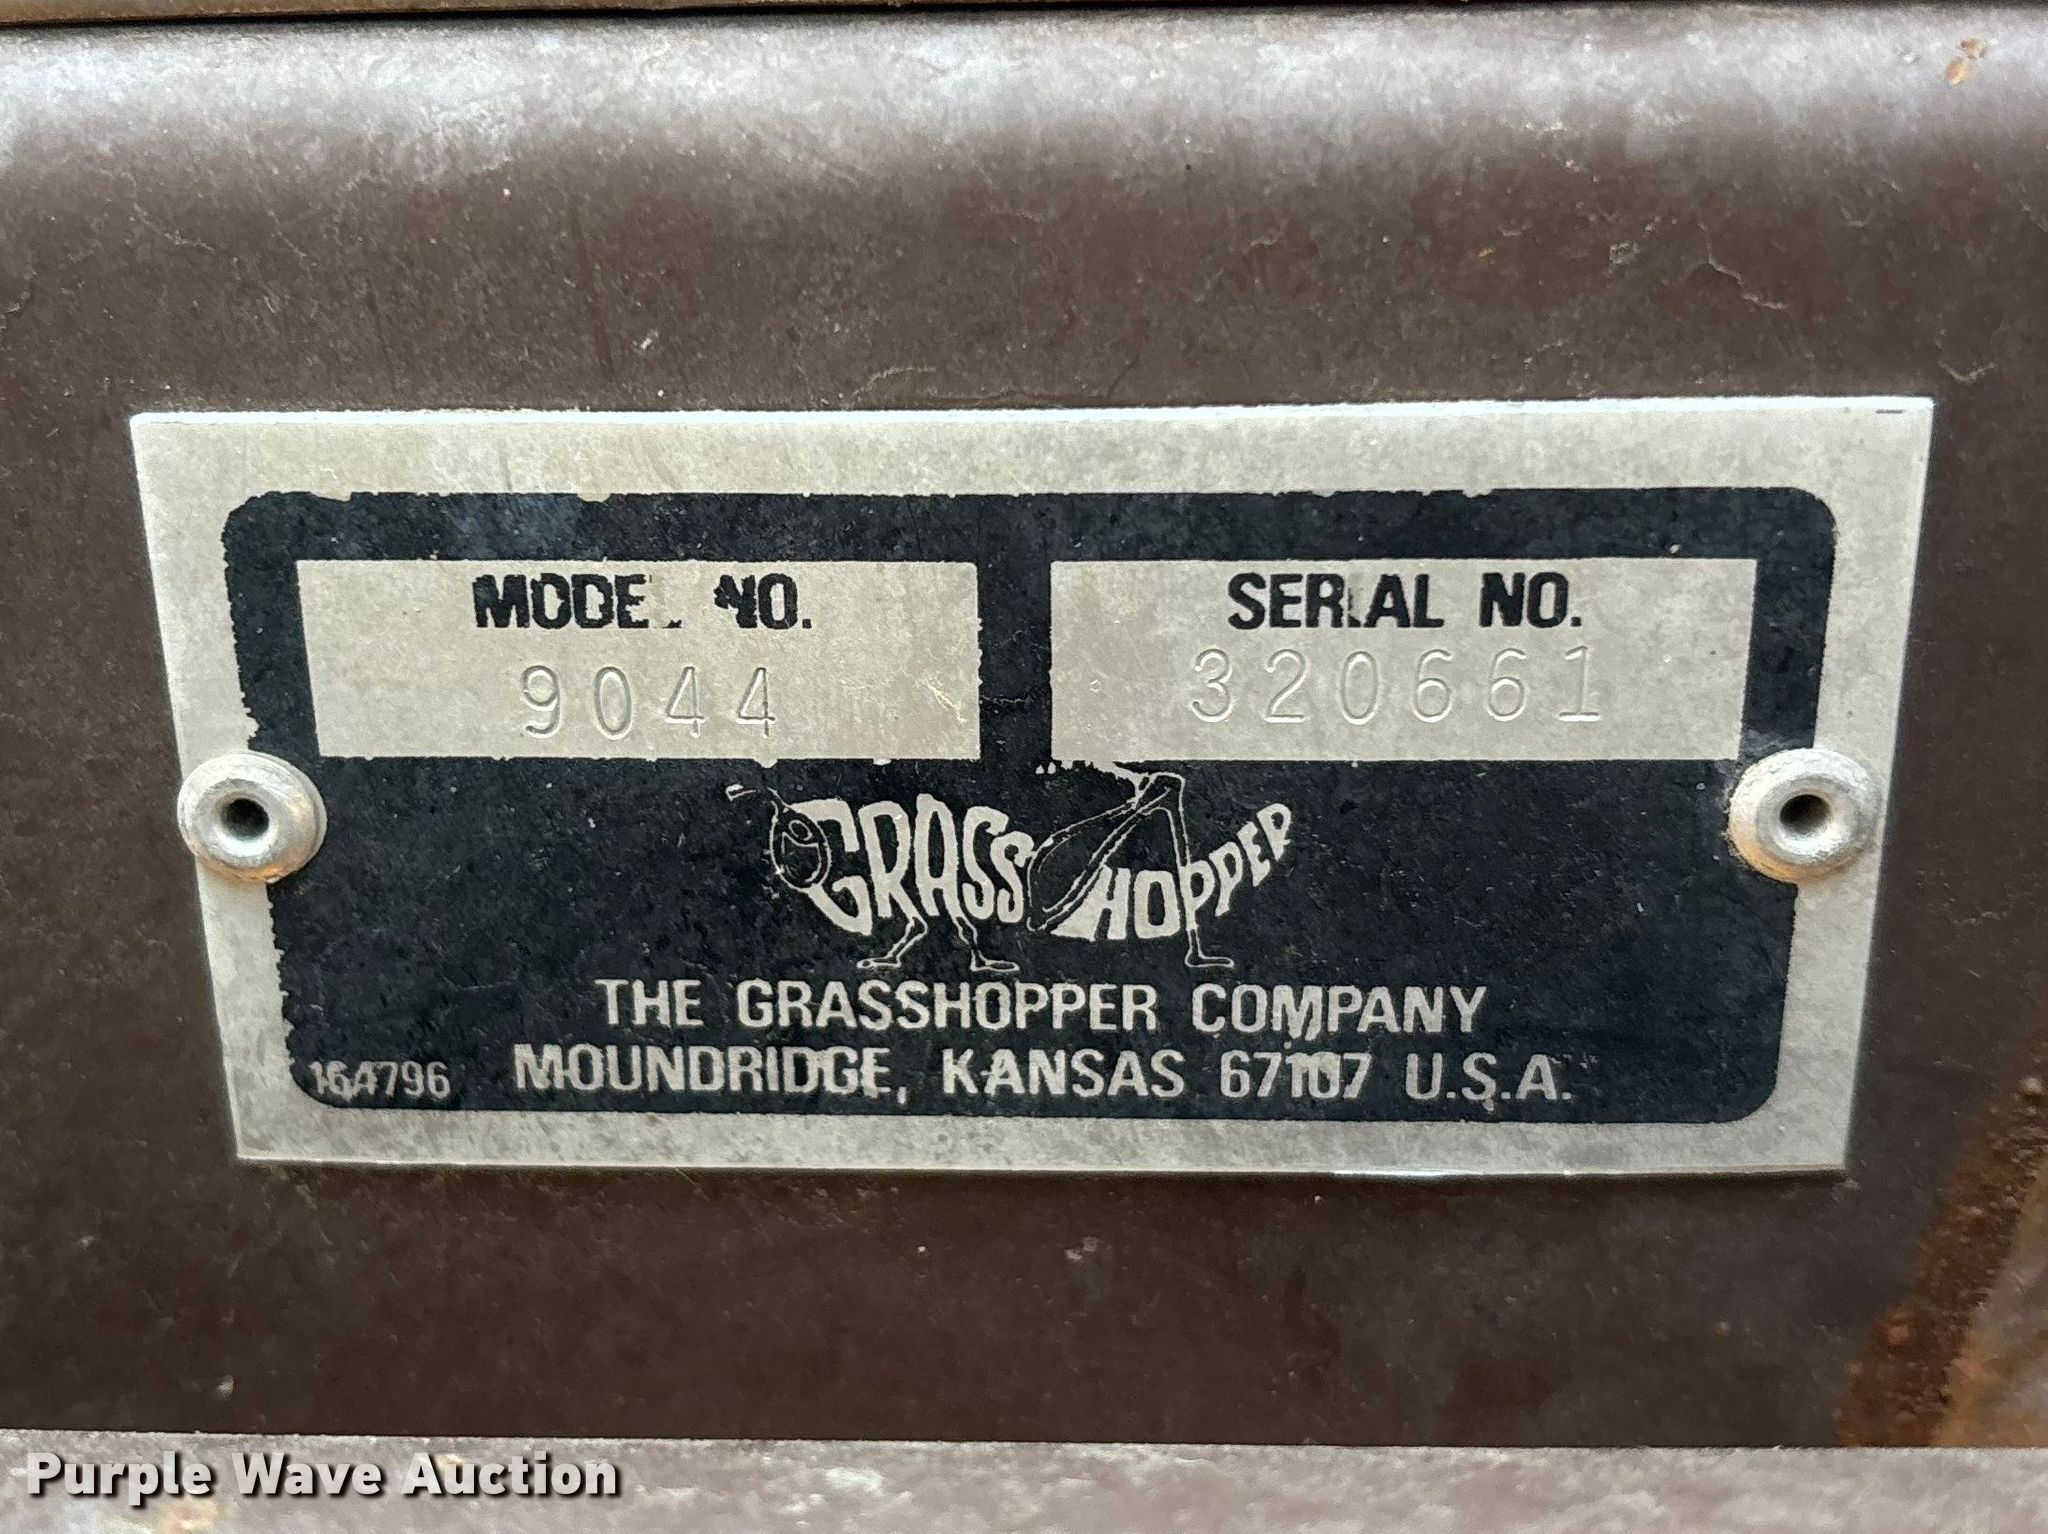 MODEL NO.
9044
SERIAL NO.
320661
GRASSHOPPER
THE GRASSHOPPER COMPANY
MOUNDRIDGE, KANSAS 67107 U.S.A.
164796
Purple Wave Auction